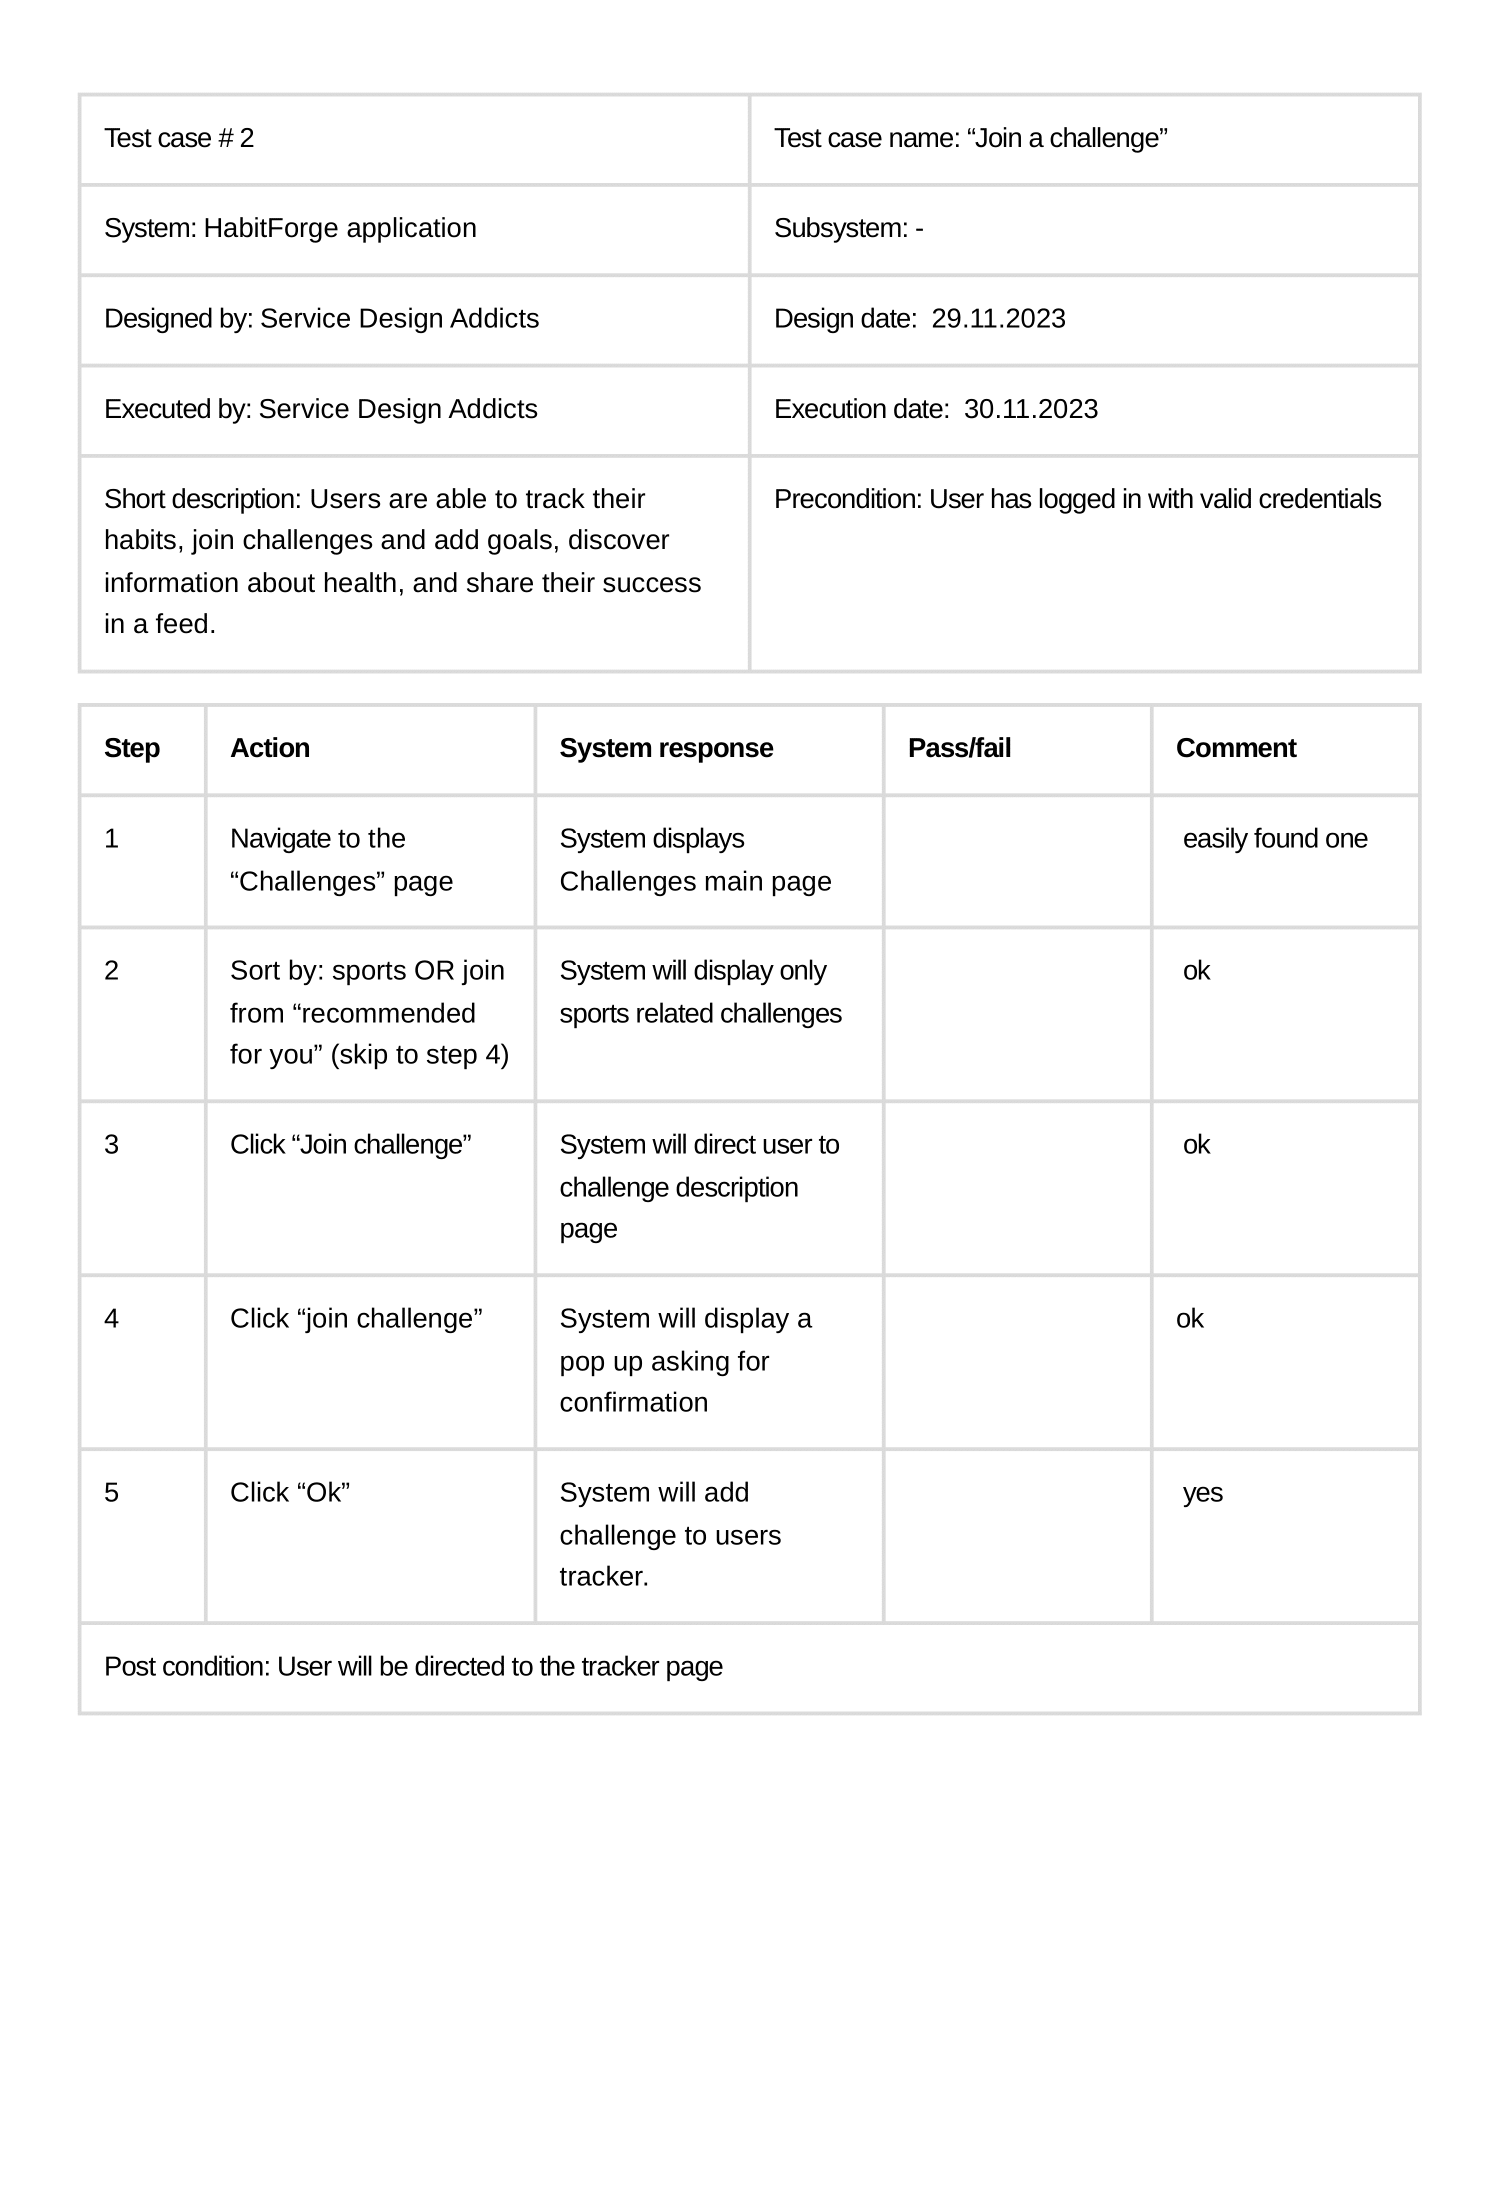 Test case # 2
Test case name: “Join a challenge”
System: HabitForge application
Subsystem: -
Designed by: Service Design Addicts
Design date:  29.11.2023
Executed by: Service Design Addicts
Execution date:  30.11.2023
Short description: Users are able to track their
habits, join challenges and add goals, discover
information about health, and share their success
in a feed.
Precondition: User has logged in with valid credentials
Step
Action
System response
Pass/fail
Comment
1
Navigate to the
“Challenges” page
System displays
Challenges main page
easily found one
2
Sort by: sports OR join
from “recommended
for you” (skip to step 4)
System will display only
sports related challenges
ok
3
Click “Join challenge”
System will direct user to
challenge description
page
ok
4
Click “join challenge”
System will display a
pop up asking for
confirmation
ok
5
Click “Ok”
System will add
challenge to users
tracker.
yes
Post condition: User will be directed to the tracker page